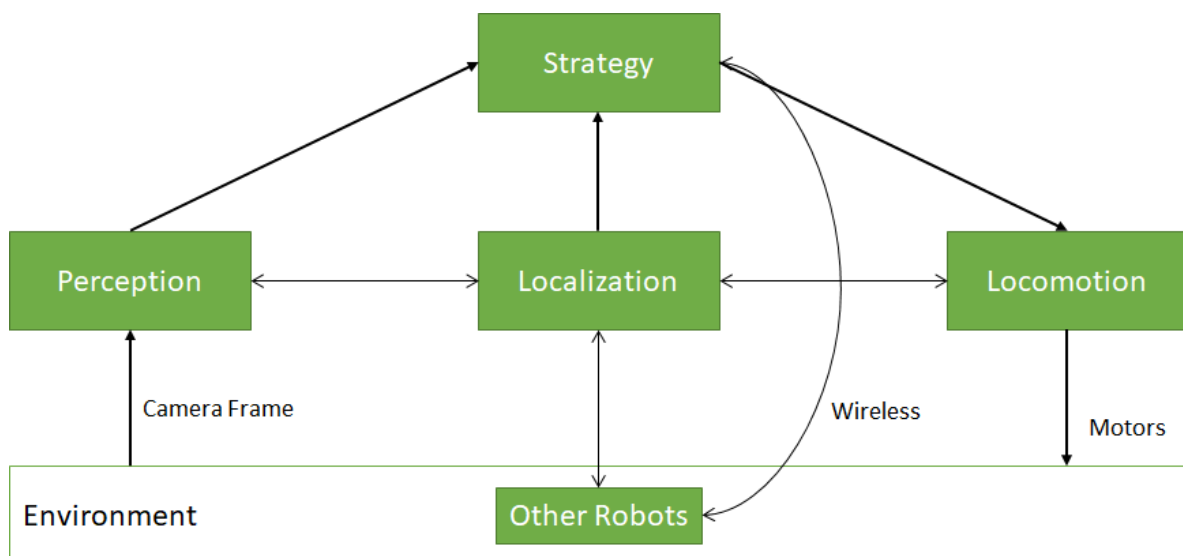 Strategy
Perception
Localization
Locomotion
Camera Frame
Wireless
Motors
Environment
Other Robots